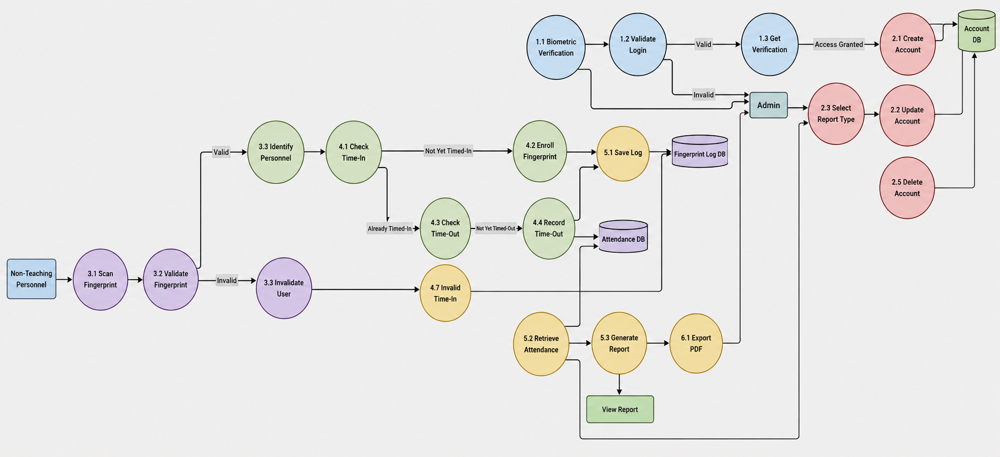 1.1 Biometric
Verification
1.2 Validate
Login
Valid
1.3 Get
Verification
Access Granted
2.1 Create
Account
Account
DB
Invalid
Admin
2.3 Select
Report Type
2.2 Update
Account
Valid
3.3 Identify
Personnel
4.1 Check
Time-In
Not Yet Timed-In
4.2 Enroll
Fingerprint
5.1 Save Log
Fingerprint Log DB
2.5 Delete
Account
Already Timed-In
4.3 Check
Time-Out
Not Yet Timed-Out
4.4 Record
Time-Out
Attendance DB
Non-Teaching
Personnel
3.1 Scan
Fingerprint
3.2 Validate
Fingerprint
Invalid
3.3 Invalidate
User
4.7 Invalid
Time-In
5.2 Retrieve
Attendance
5.3 Generate
Report
6.1 Export
PDF
View Report